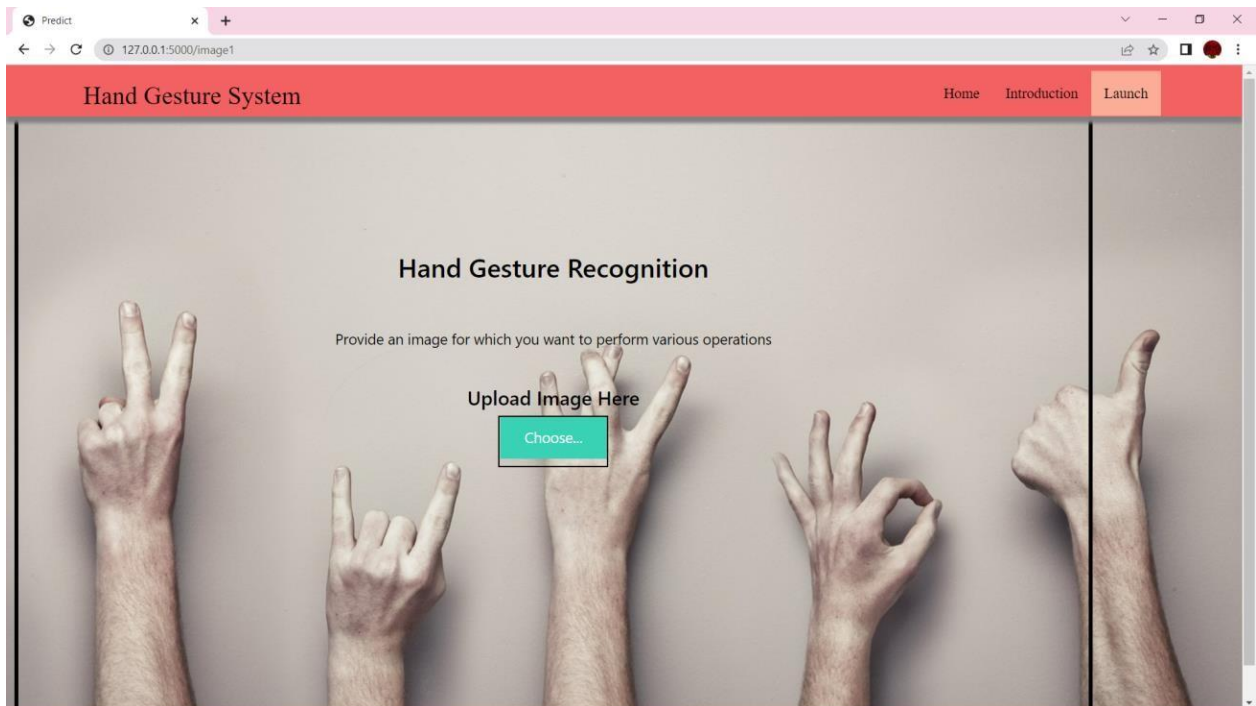 Predict
127.0.0.1:5000/image1
Hand Gesture System
Home Introduction Launch
Hand Gesture Recognition
Provide an image for which you want to perform various operations
Upload Image Here
Choose...